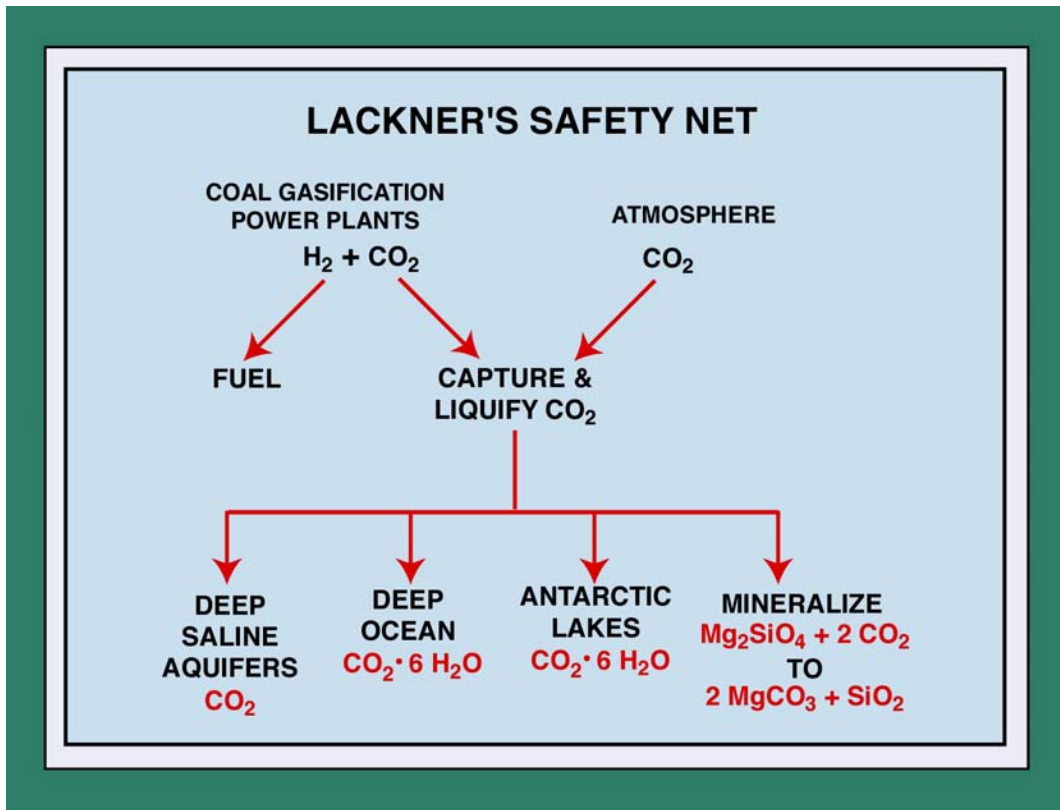 LACKNER'S SAFETY NET
COAL GASIFICATION
POWER PLANTS
H₂ + CO₂
ATMOSPHERE
CO₂
FUEL
CAPTURE &
LIQUIFY CO₂
DEEP
SALINE
AQUIFERS
CO₂
DEEP
OCEAN
CO₂• 6 H₂O
ANTARCTIC
LAKES
CO₂• 6 H₂O
MINERALIZE
Mg₂SiO₄ + 2 CO₂
TO
2 MgCO₃ + SiO₂